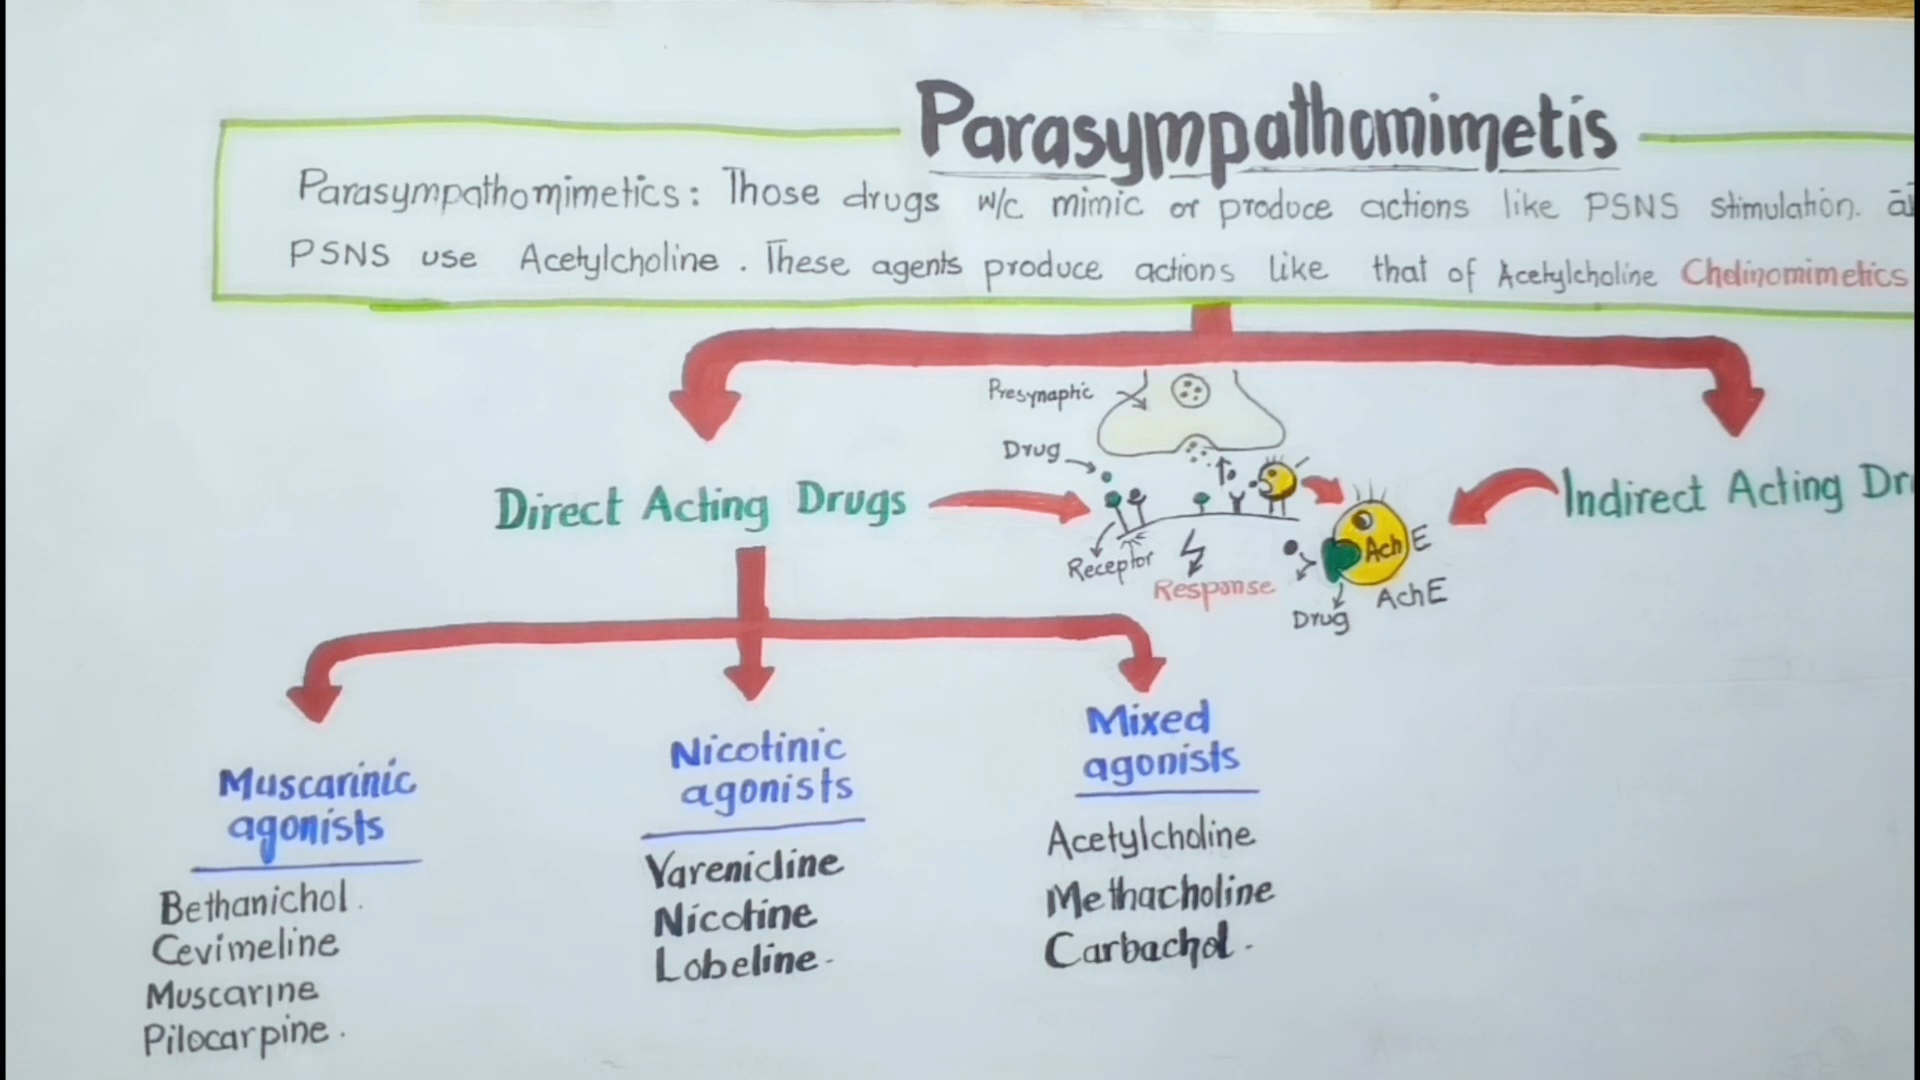 Parasympathomimetis
Parasympathomimetics: Those drugs w/c mimic or produce actions like PSNS stimulation.
PSNS use Acetylcholine. These agents produce actions like that of Acetylcholine Cholinomimetics
Presynaptic
Drug
Direct Acting Drugs
Indirect Acting
Receptor
Response
Ach E
AchE
Drug
Muscarinic
agonists
Bethanichol.
Cevimeline
Muscarine
Pilocarpine.
Nicotinic
agonists
Varenicline
Nicotine
Lobeline-
Mixed
agonists
Acetylcholine
Methacholine
Carbachol-